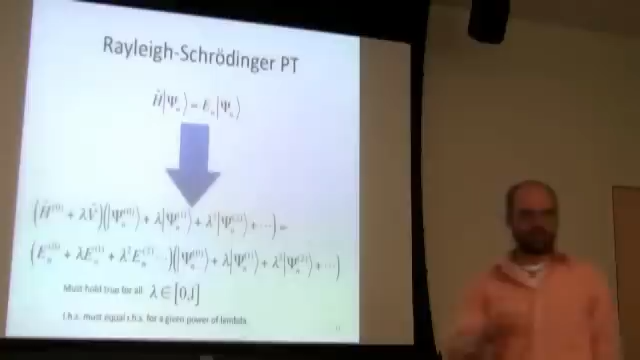 Rayleigh-Schrödinger PT
Ĥ|Ψₙ⟩ = Eₙ|Ψₙ⟩
(Ĥ⁽⁰⁾ + λV̂)(|Ψₙ⁽⁰⁾⟩ + λ|Ψₙ⁽¹⁾⟩ + λ²|Ψₙ⁽²⁾⟩ + ⋯) =
(Eₙ⁽⁰⁾ + λEₙ⁽¹⁾ + λ²Eₙ⁽²⁾ ⋯)(|Ψₙ⁽⁰⁾⟩ + λ|Ψₙ⁽¹⁾⟩ + λ²|Ψₙ⁽²⁾⟩ + ⋯)
Must hold true for all λ ∈ [0,1]
l.h.s. must equal r.h.s. for a given power of lambda.